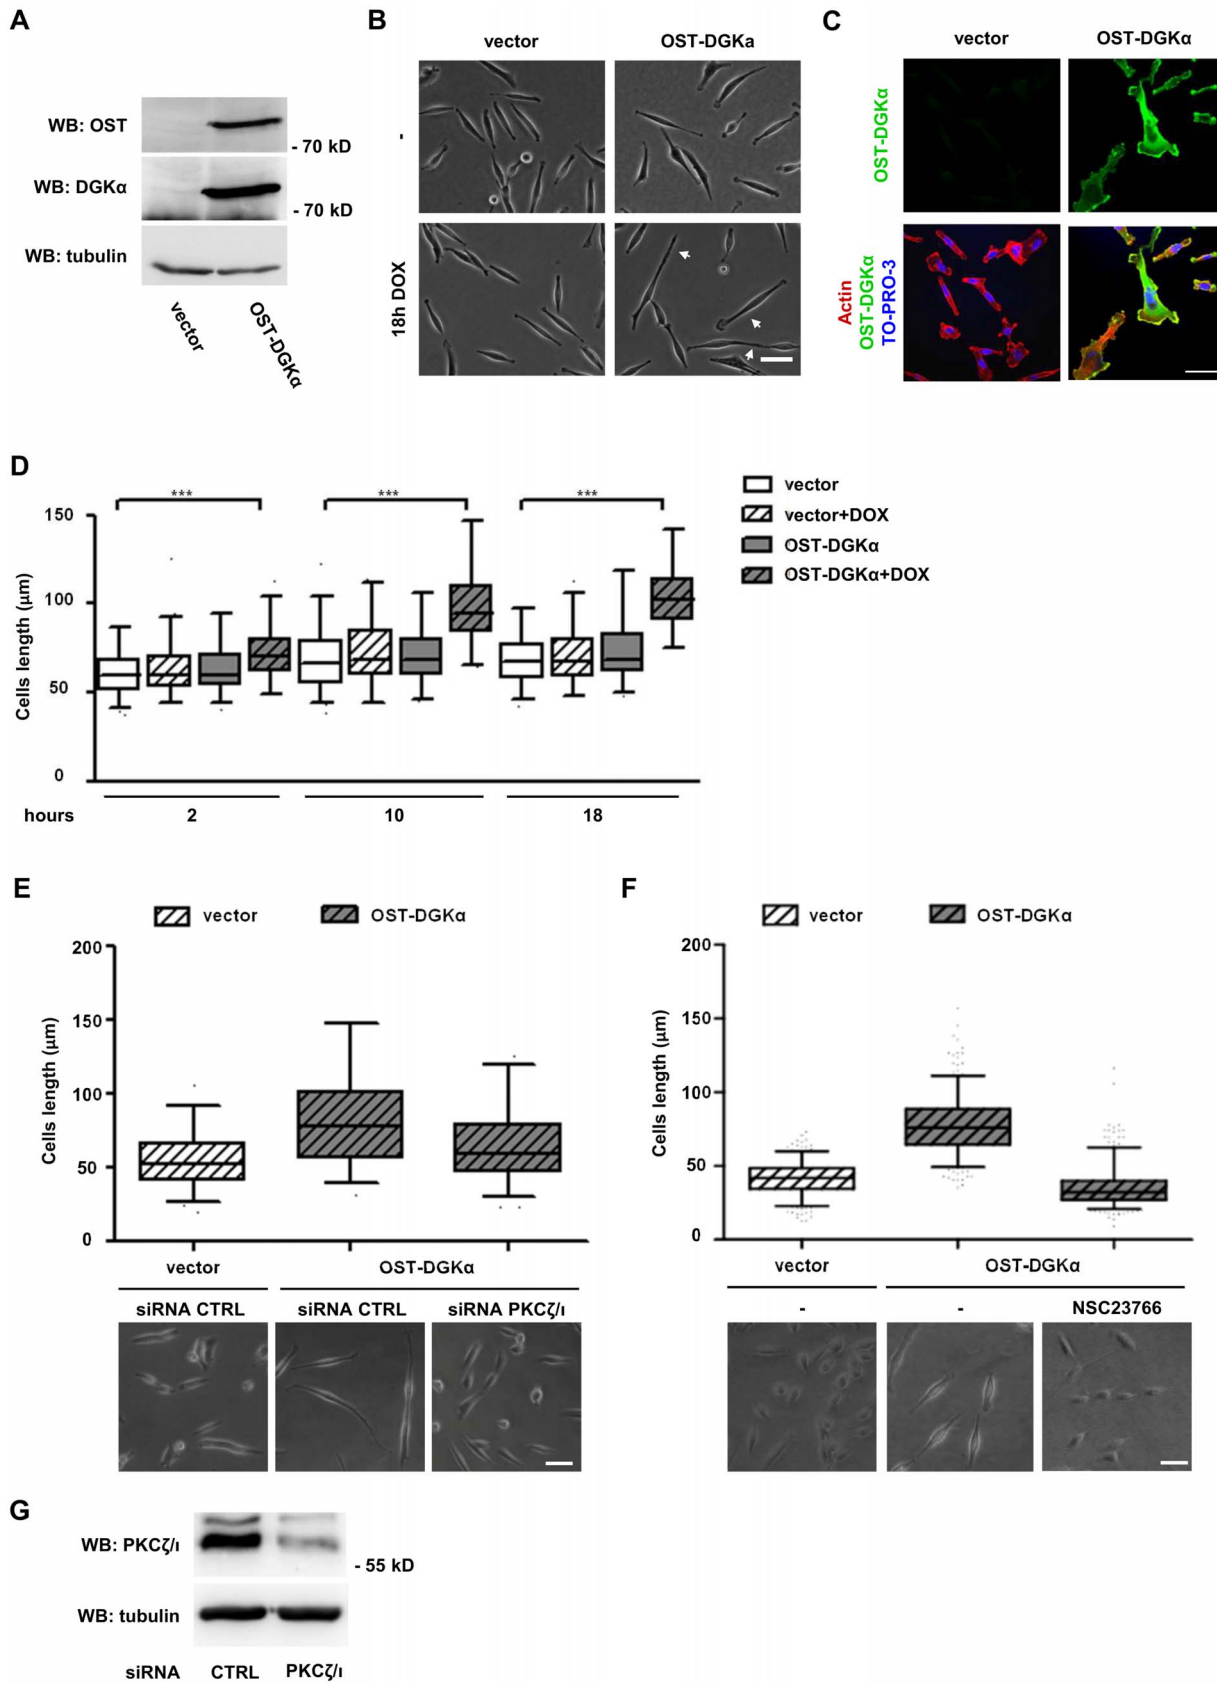 A
WB: OST
- 70 kD
WB: DGKα
- 70 kD
WB: tubulin
vector
OST-DGKα
B
vector
OST-DGKa
-
18h DOX
C
vector
OST-DGKα
OST-DGKα
Actin
OST-DGKα
TO-PRO-3
D
Cells length (µm)
150
100
50
0
***
***
***
vector
vector+DOX
OST-DGKα
OST-DGKα+DOX
hours
2
10
18
E
vector
OST-DGKα
Cells length (µm)
200
150
100
50
0
vector
OST-DGKα
siRNA CTRL
siRNA CTRL
siRNA PKCζ/ι
F
vector
OST-DGKα
Cells length (µm)
200
150
100
50
0
vector
OST-DGKα
-
-
NSC23766
G
WB: PKCζ/ι
- 55 kD
WB: tubulin
siRNA
CTRL
PKCζ/ι